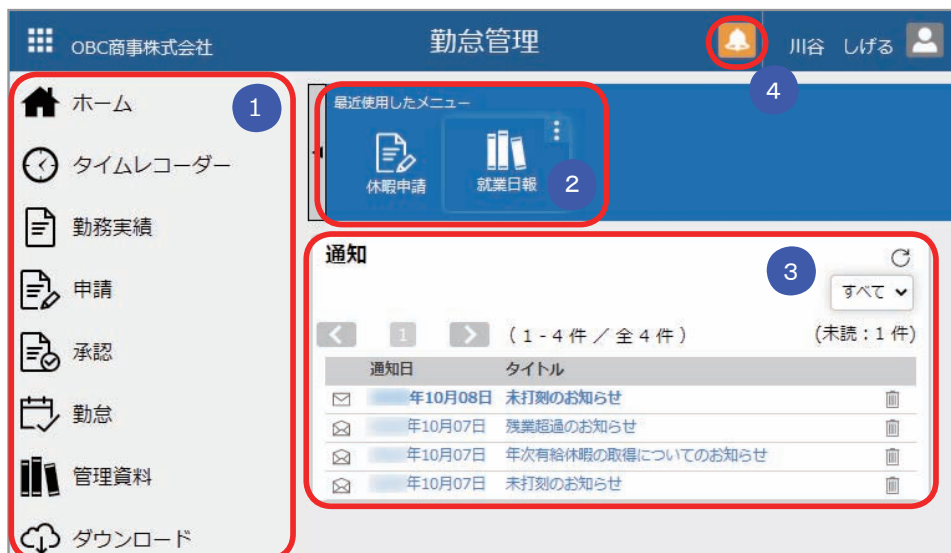 OBC商事株式会社
勤怠管理
川谷 しげる
4
ホーム
1
タイムレコーダー
勤務実績
申請
承認
勤怠
管理資料
ダウンロード
最近使用したメニュー
休暇申請
就業日報
2
通知
3
すべて
1
(1-4件/全4件)
(未読:1件)
通知日 タイトル
年10月08日 未打刻のお知らせ
年10月07日 残業超過のお知らせ
年10月07日 年次有給休暇の取得についてのお知らせ
年10月07日 未打刻のお知らせ